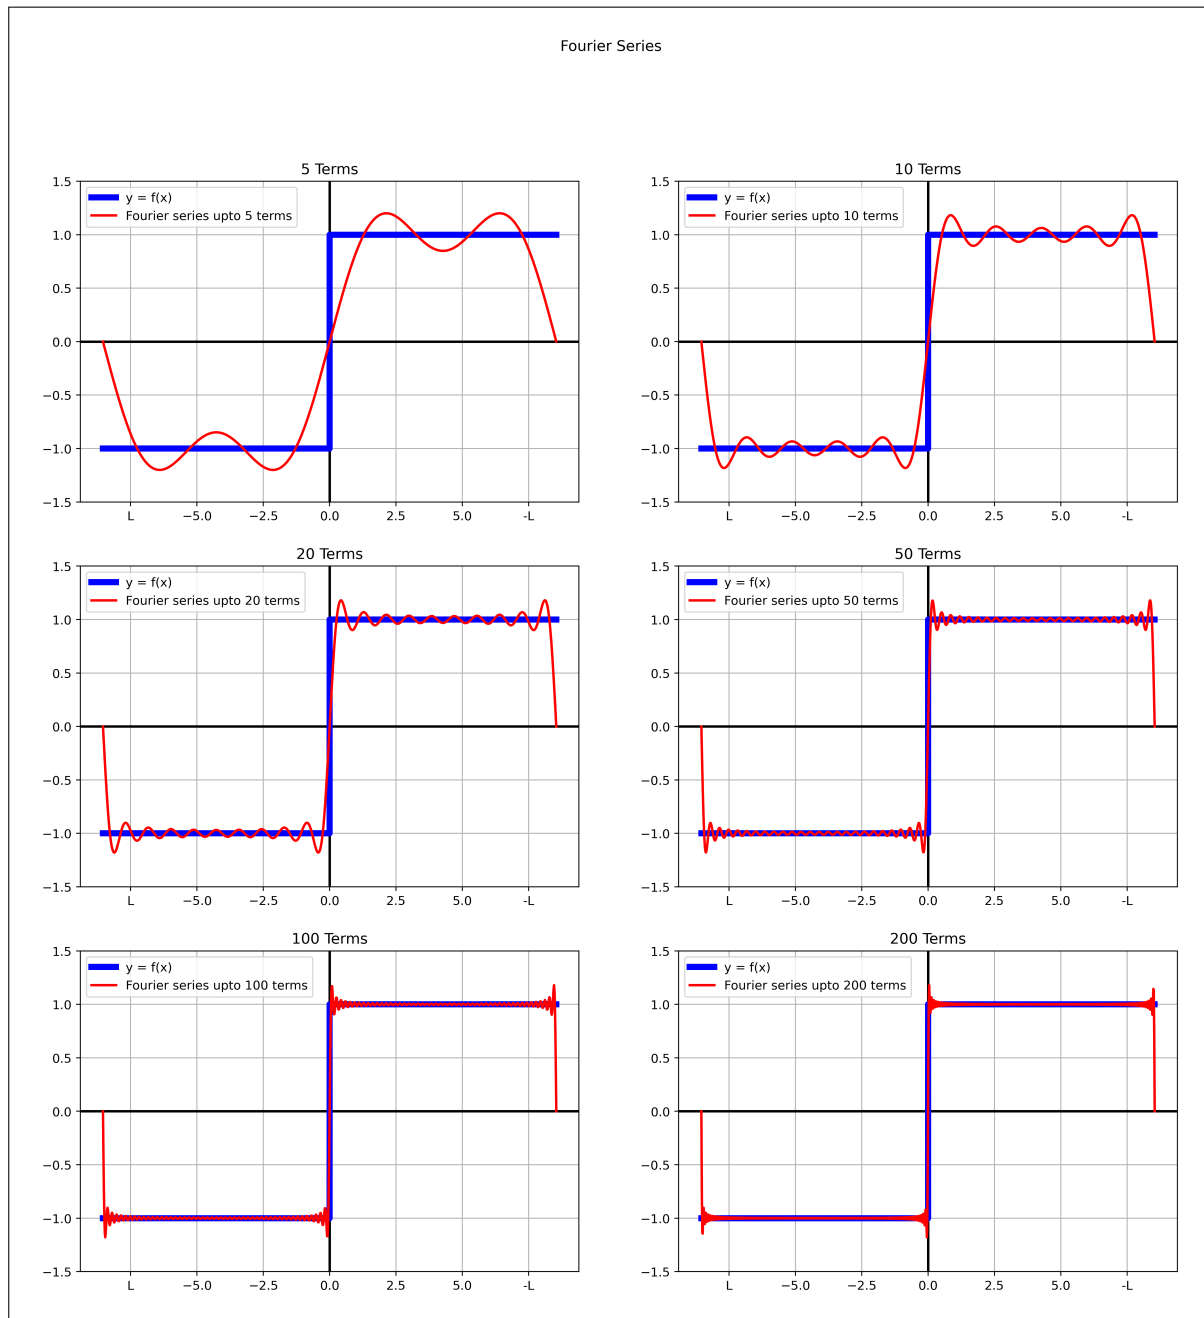 Fourier Series
5 Terms
y = f(x)
Fourier series upto 5 terms
1.5
1.0
0.5
0.0
−0.5
−1.0
−1.5
L −5.0 −2.5 0.0 2.5 5.0 -L
10 Terms
y = f(x)
Fourier series upto 10 terms
1.5
1.0
0.5
0.0
−0.5
−1.0
−1.5
L −5.0 −2.5 0.0 2.5 5.0 -L
20 Terms
y = f(x)
Fourier series upto 20 terms
1.5
1.0
0.5
0.0
−0.5
−1.0
−1.5
L −5.0 −2.5 0.0 2.5 5.0 -L
50 Terms
y = f(x)
Fourier series upto 50 terms
1.5
1.0
0.5
0.0
−0.5
−1.0
−1.5
L −5.0 −2.5 0.0 2.5 5.0 -L
100 Terms
y = f(x)
Fourier series upto 100 terms
1.5
1.0
0.5
0.0
−0.5
−1.0
−1.5
L −5.0 −2.5 0.0 2.5 5.0 -L
200 Terms
y = f(x)
Fourier series upto 200 terms
1.5
1.0
0.5
0.0
−0.5
−1.0
−1.5
L −5.0 −2.5 0.0 2.5 5.0 -L